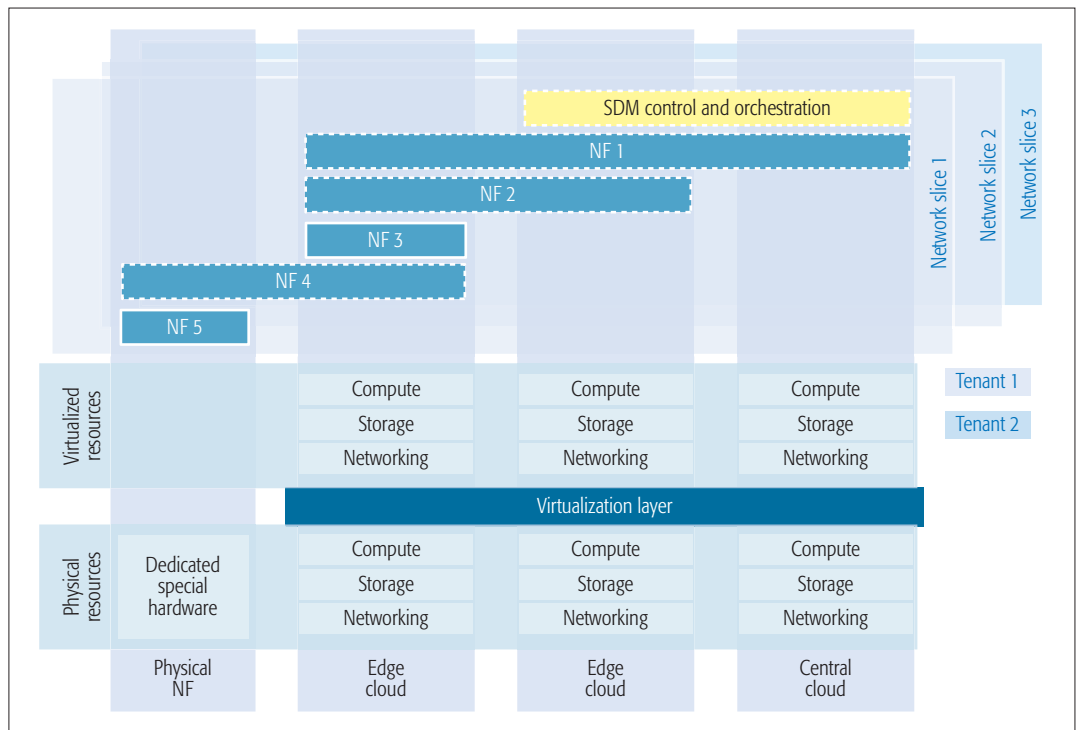 SDM control and orchestration
NF 1
NF 2
NF 3
NF 4
NF 5
Network slice 1
Network slice 2
Network slice 3
Virtualized
resources
Compute
Compute
Compute
Storage
Storage
Storage
Networking
Networking
Networking
Tenant 1
Tenant 2
Virtualization layer
Physical
resources
Dedicated
special
hardware
Compute
Compute
Compute
Storage
Storage
Storage
Networking
Networking
Networking
Physical
NF
Edge
cloud
Edge
cloud
Central
cloud